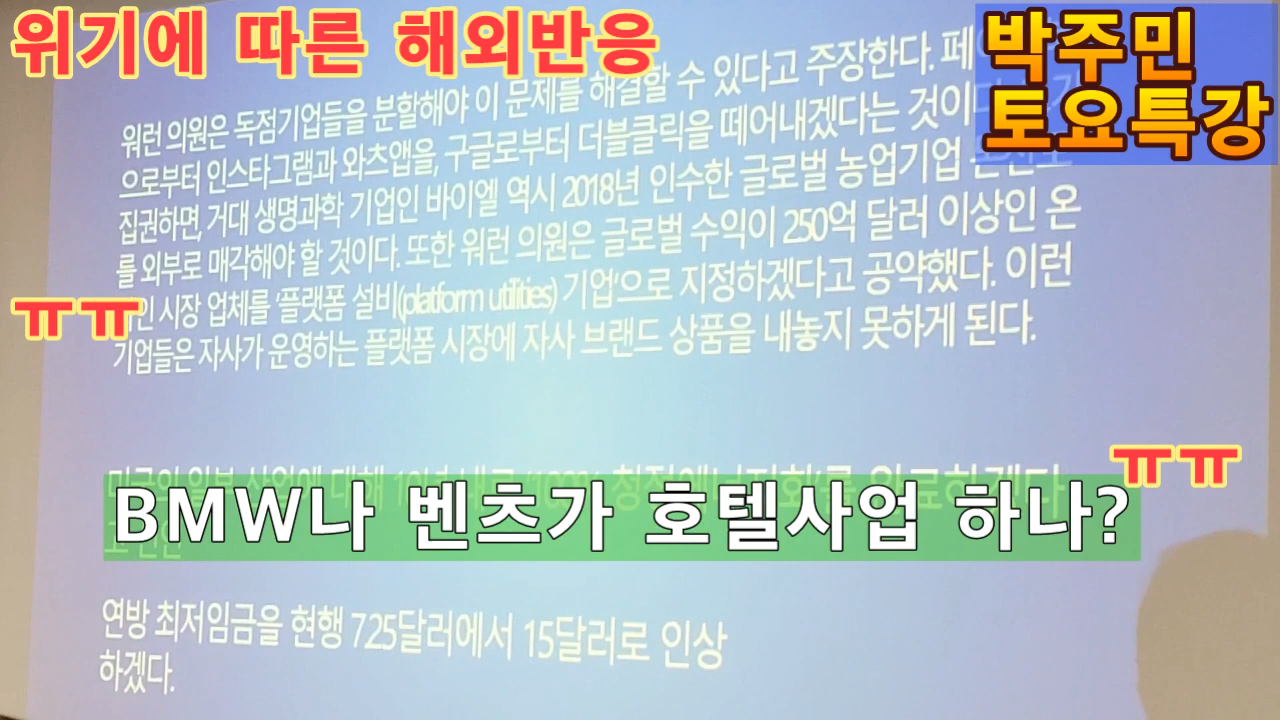 위기에 따른 해외반응
박주민
토요특강
워런 의원은 독점기업들을 분할해야 이 문제를 해결할 수 있다고 주장한다.
으로부터 인스타그램과 와츠앱을, 구글로부터 더블클릭을 떼어내겠다는 것이다.
집권하면, 거대 생명과학 기업인 바이엘 역시 2018년 인수한 글로벌 농업기업
를 외부로 매각해야 할 것이다. 또한 워런 의원은 글로벌 수익이 250억 달러 이상인 온
시장 업체를 '플랫폼 설비(platform utilities) 기업'으로 지정하겠다고 공약했다. 이런
ㅠㅠ
기업들은 자사가 운영하는 플랫폼 시장에 자사 브랜드 상품을 내놓지 못하게 된다.
ㅠㅠ
BMW나 벤츠가 호텔사업 하나?
연방 최저임금을 현행 7.25달러에서 15달러로 인상
하겠다.